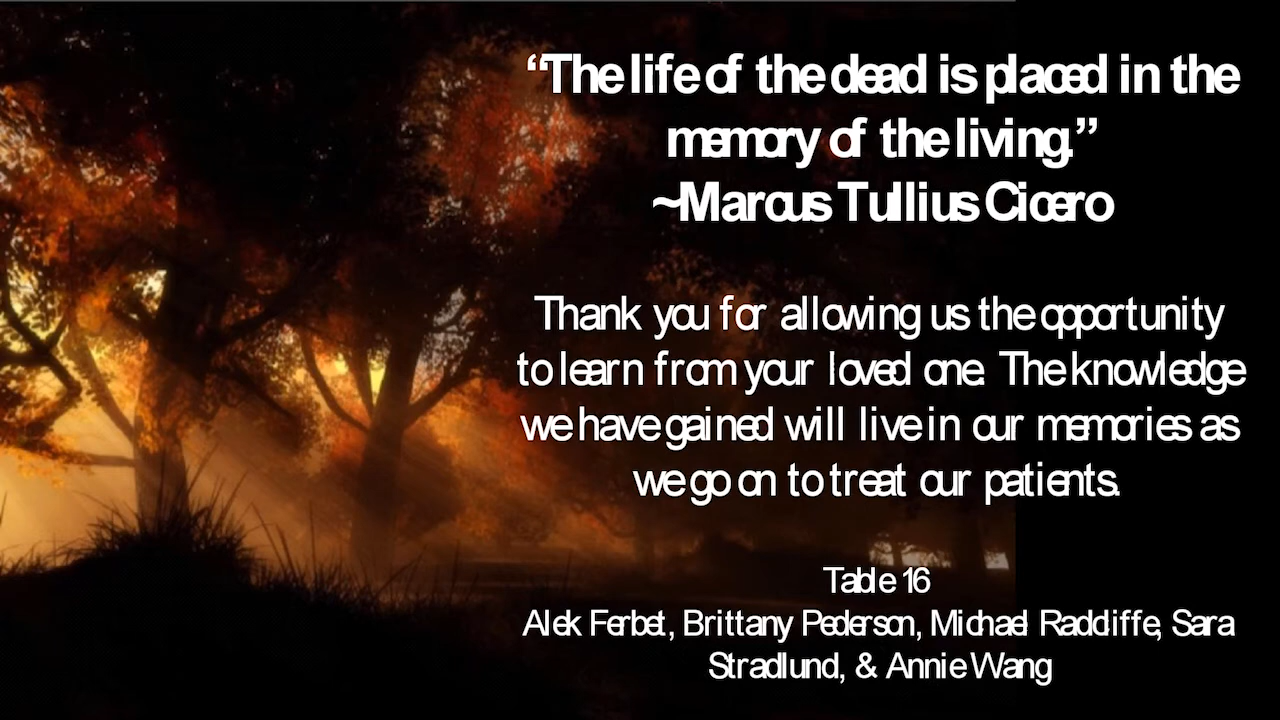 “The life of the dead is placed in the
memory of the living.”
~Marcus Tullius Cicero
Thank you for allowing us the opportunity
to learn from your loved one. The knowledge
we have gained will live in our memories as
we go on to treat our patients.
Table 16
Alek Ferbet, Brittany Pederson, Michael Radcliffe, Sara
Stradlund, & Annie Wang